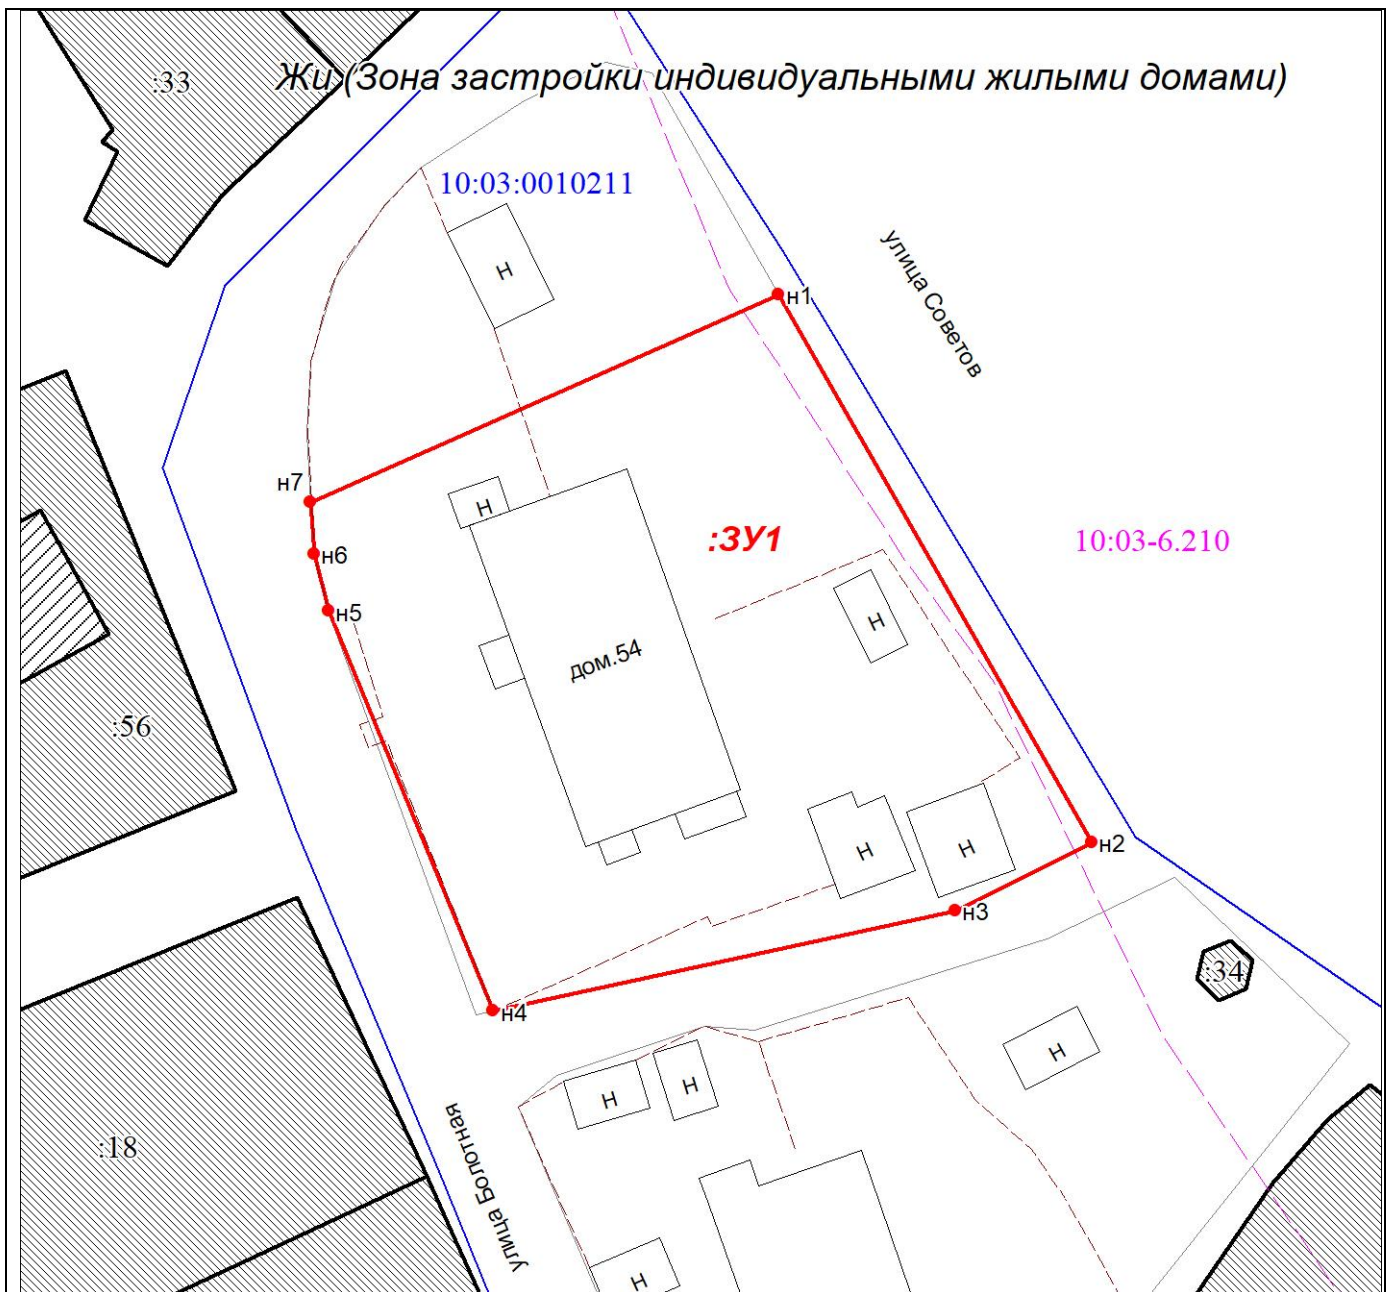 :33
Жи (Зона застройки индивидуальными жилыми домами)
10:03:0010211
улица Советов
Н
н1
н7
Н
:ЗУ1
10:03-6.210
н6
н5
Н
дом.54
:56
Н
Н
н2
н3
:34
н4
Н
Н
Н
улица Болотная
:18
Н